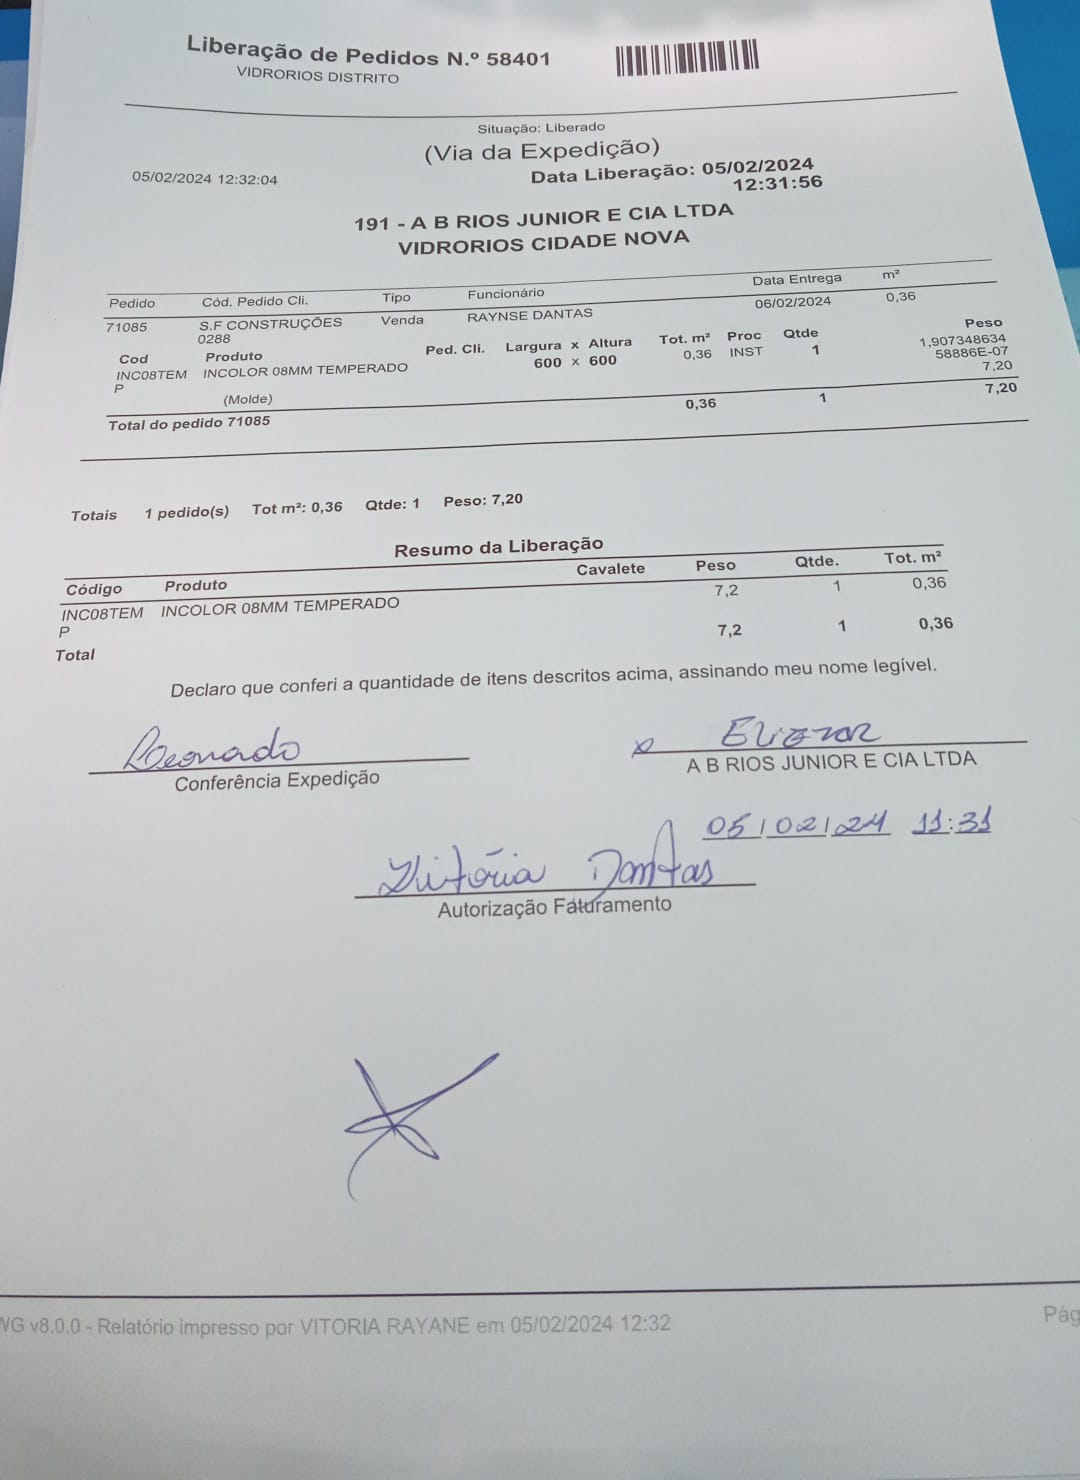 Liberação de Pedidos N.º 58401
VIDRORIOS DISTRITO
Situação: Liberado
(Via da Expedição)
05/02/2024 12:32:04
Data Liberação: 05/02/2024
12:31:56
191 - A B RIOS JUNIOR E CIA LTDA
VIDRORIOS CIDADE NOVA
Pedido Cód. Pedido Cli. Tipo Funcionário Data Entrega m²
71085 S.F CONSTRUÇÕES Venda RAYNSE DANTAS 06/02/2024 0,36
0288
Cod Produto Ped. Cli. Largura x Altura Tot. m² Proc Qtde Peso
INC08TEM INCOLOR 08MM TEMPERADO 600 x 600 0,36 INST 1 1,907348634
P 58886E-07
(Molde) 7,20
Total do pedido 71085 0,36 1 7,20
Totais 1 pedido(s) Tot m²: 0,36 Qtde: 1 Peso: 7,20
Resumo da Liberação
Código Produto Cavalete Peso Qtde. Tot. m²
INC08TEM INCOLOR 08MM TEMPERADO 7,2 1 0,36
P
Total 7,2 1 0,36
Declaro que conferi a quantidade de itens descritos acima, assinando meu nome legível.
Leonardo
x Eliezor
Conferência Expedição
A B RIOS JUNIOR E CIA LTDA
05/02/24 11:31
Vitória Dantas
Autorização Faturamento
WG v8.0.0 - Relatório impresso por VITORIA RAYANE em 05/02/2024 12:32
Pág